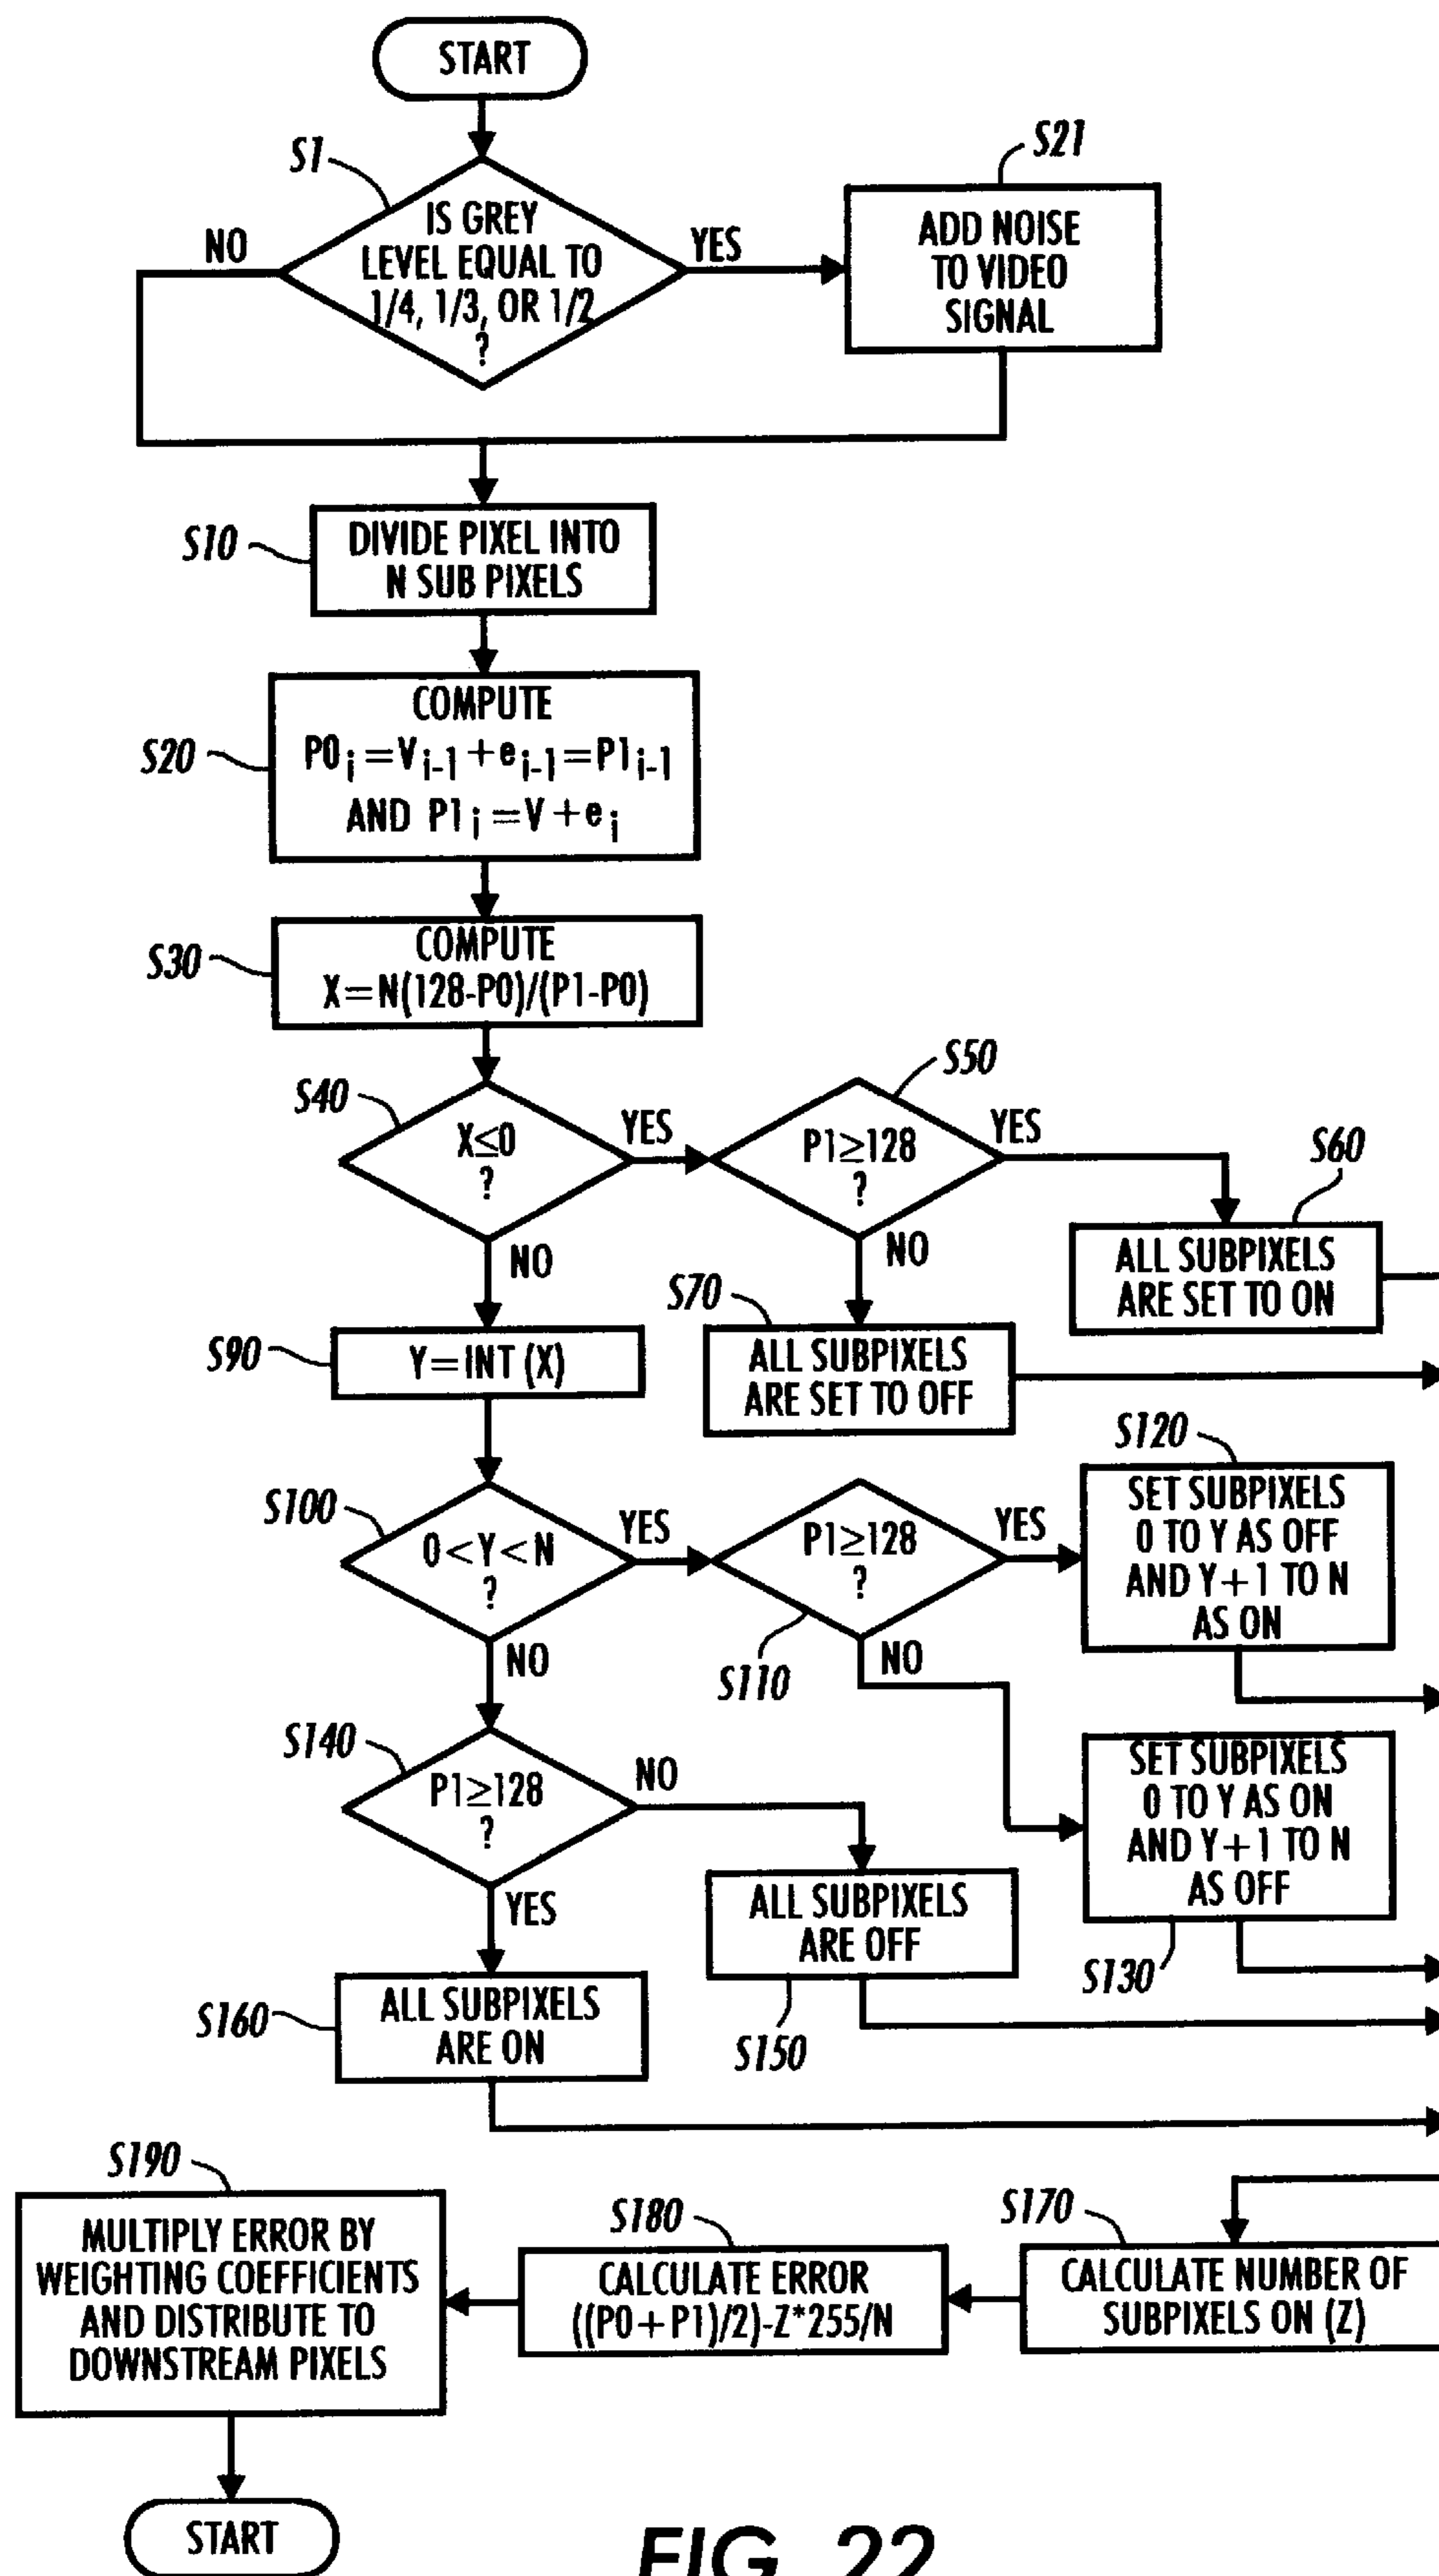 START
S1
S21
NO
IS GREY
LEVEL EQUAL TO
1/4, 1/3, OR 1/2
?
YES
ADD NOISE
TO VIDEO
SIGNAL
S10
DIVIDE PIXEL INTO
N SUB PIXELS
S20
COMPUTE
P0i=Vi-1+ei-1=P1i-1
AND P1i=V+ei
S30
COMPUTE
X=N(128-P0)/(P1-P0)
S40
X≤0
?
YES
NO
S50
P1≥128
?
YES
NO
S60
ALL SUBPIXELS
ARE SET TO ON
S70
ALL SUBPIXELS
ARE SET TO OFF
S90
Y=INT (X)
S100
0<Y<N
?
YES
NO
P1≥128
?
YES
NO
S110
S120
SET SUBPIXELS
0 TO Y AS OFF
AND Y+1 TO N
AS ON
S140
P1≥128
?
NO
YES
SET SUBPIXELS
0 TO Y AS ON
AND Y+1 TO N
AS OFF
S130
ALL SUBPIXELS
ARE OFF
S150
S160
ALL SUBPIXELS
ARE ON
S190
MULTIPLY ERROR BY
WEIGHTING COEFFICIENTS
AND DISTRIBUTE TO
DOWNSTREAM PIXELS
S180
CALCULATE ERROR
((P0+P1)/2)-Z*255/N
S170
CALCULATE NUMBER OF
SUBPIXELS ON (Z)
START
FIG. 22